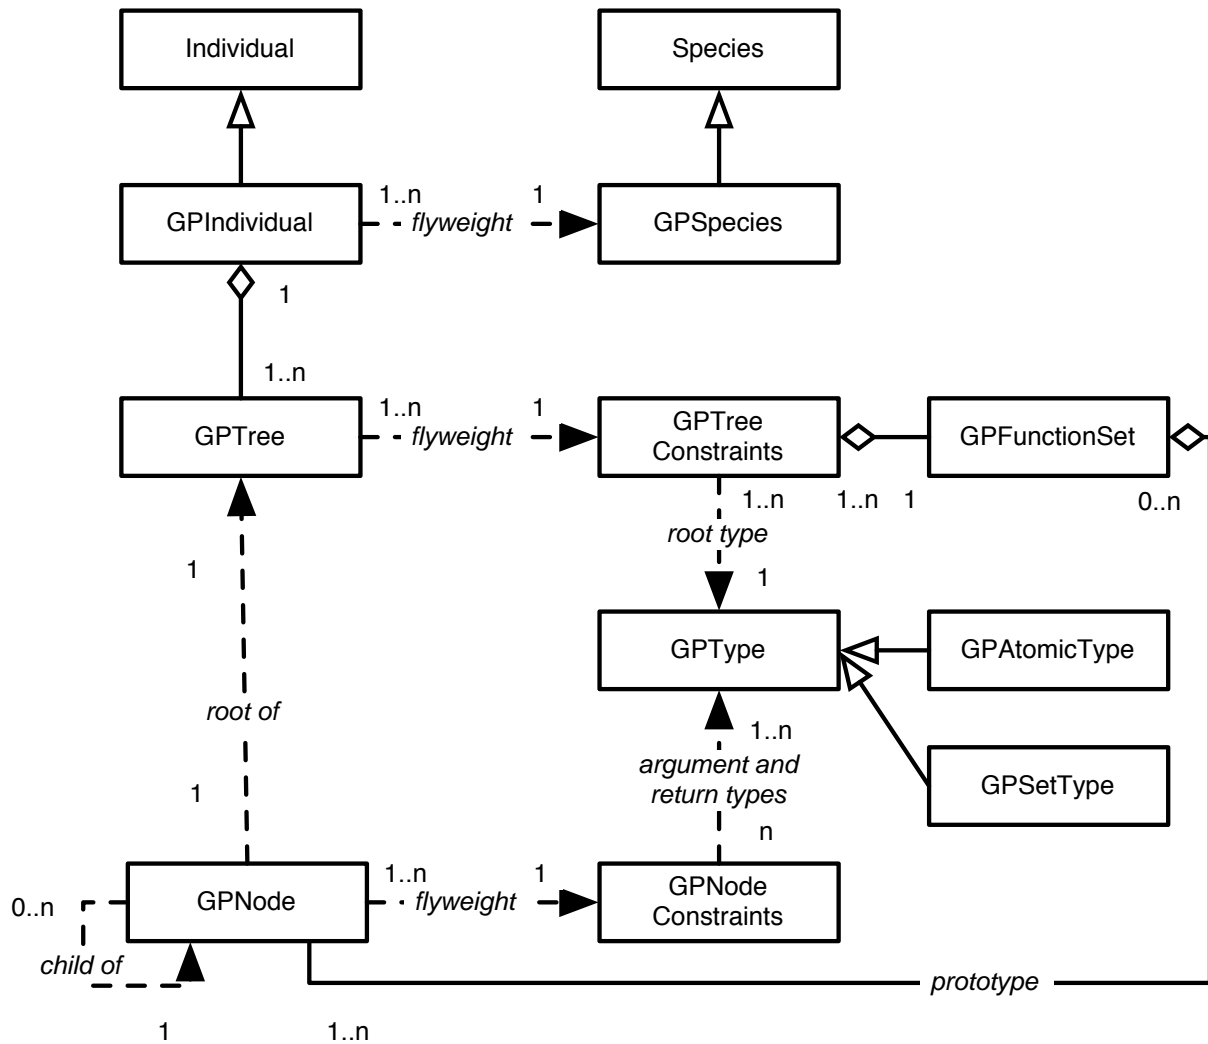 Individual
Species
GPIndividual
1..n
flyweight
1
GPSpecies
1
1..n
GPTree
1..n
flyweight
1
GPTree
Constraints
GPFunctionSet
1..n
1..n
1
0..n
root type
1
1
GPType
GPAtomicType
root of
1..n
argument and
return types
n
GPSetType
1
GPNode
1..n
flyweight
1
GPNode
Constraints
0..n
child of
prototype
1
1..n